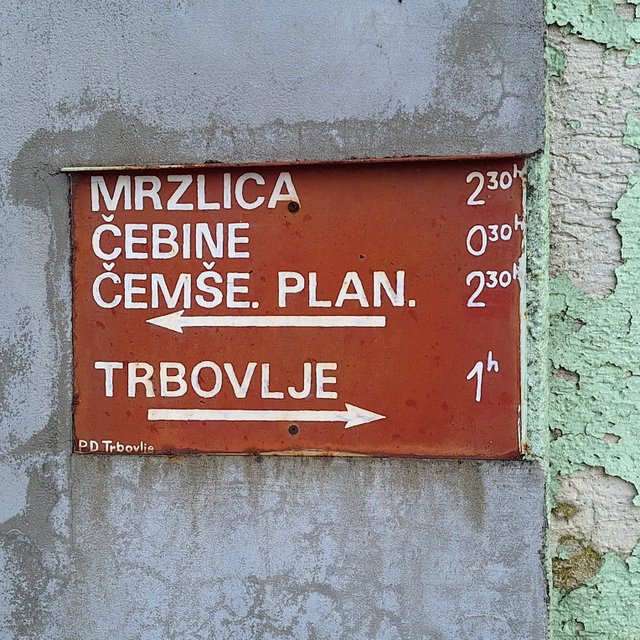 MRZLICA 2³⁰ʰ
ČEBINE 0³⁰ʰ
ČEMŠE. PLAN. 2³⁰ʰ
TRBOVLJE 1ʰ
PD Trbovlje